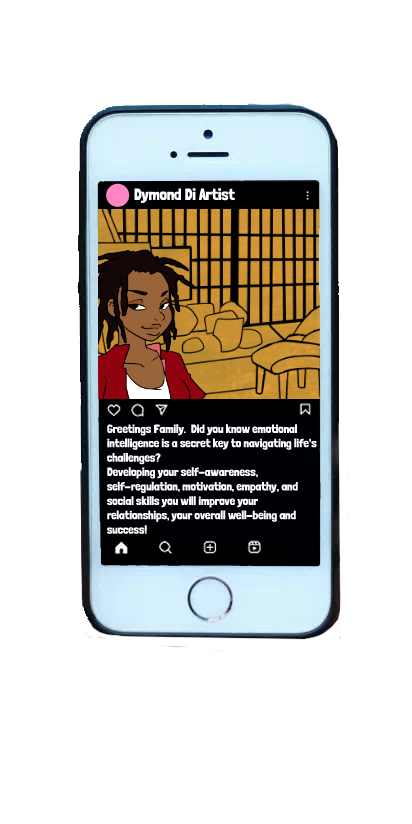 Dymond Di Artist
Greetings Family. Did you know emotional
intelligence is a secret key to navigating life's
challenges?
Developing your self-awareness,
self-regulation, motivation, empathy, and
social skills you will improve your
relationships, your overall well-being and
success!